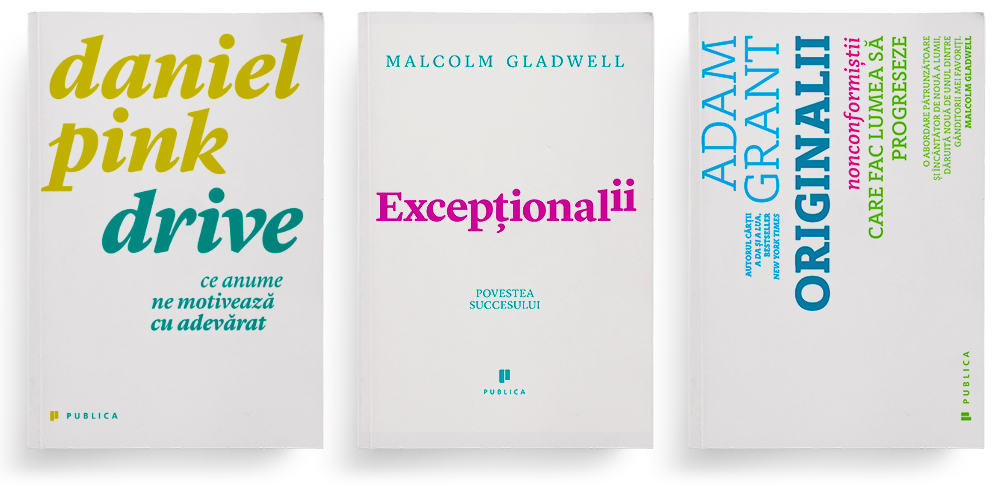 daniel
pink
drive
ce anume
ne motivează
cu adevărat
PUBLICA
MALCOLM GLADWELL
Excepționalii
POVESTEA
SUCCESULUI
PUBLICA
ADAM
GRANT
AUTORUL CĂRȚII
A DA ȘI A LUA,
BESTSELLER
NEW YORK TIMES
ORIGINALII
nonconformiștii
CARE FAC LUMEA SĂ
PROGRESEZE
O ABORDARE PĂTRUNZĂTOARE
ȘI ÎNCÂNTĂTOR DE NOUĂ A LUMII,
DĂRUITĂ NOUĂ DE UNUL DINTRE
GÂNDITORII MEI FAVORIȚI.
MALCOLM GLADWELL
PUBLICA